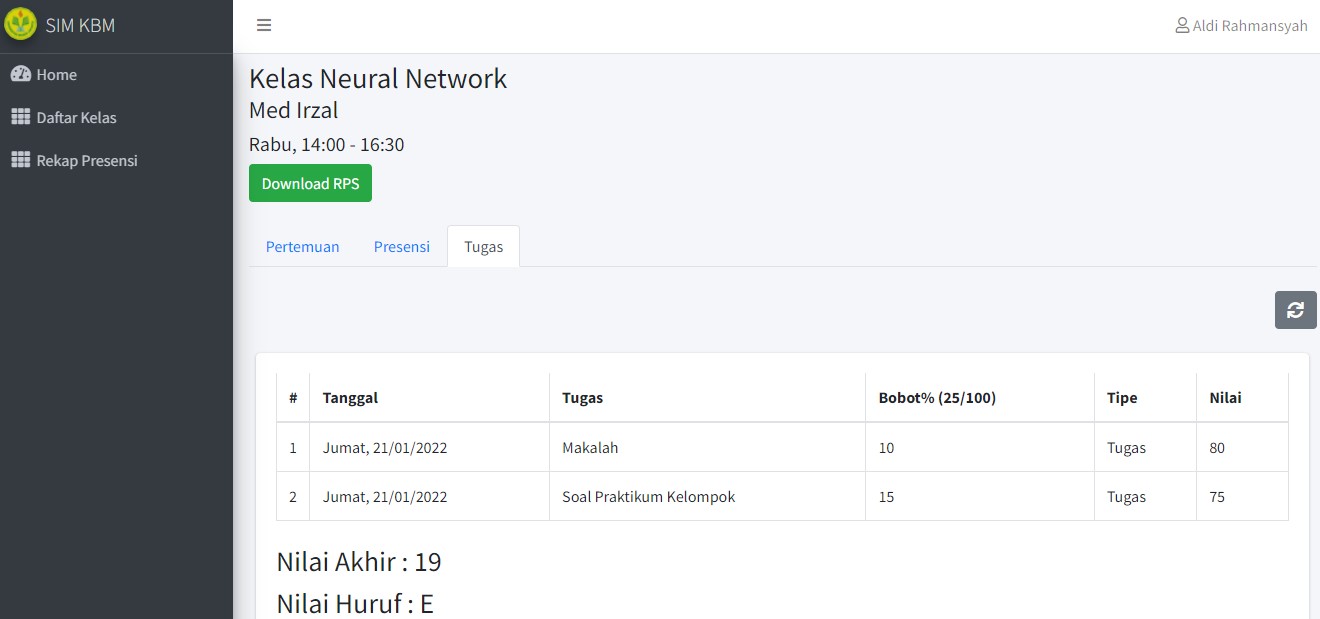 SIM KBM
Aldi Rahmansyah
Home
Daftar Kelas
Rekap Presensi
Kelas Neural Network
Med Irzal
Rabu, 14:00 - 16:30
Download RPS
Pertemuan Presensi Tugas
# Tanggal Tugas Bobot% (25/100) Tipe Nilai
1 Jumat, 21/01/2022 Makalah 10 Tugas 80
2 Jumat, 21/01/2022 Soal Praktikum Kelompok 15 Tugas 75
Nilai Akhir : 19
Nilai Huruf : E